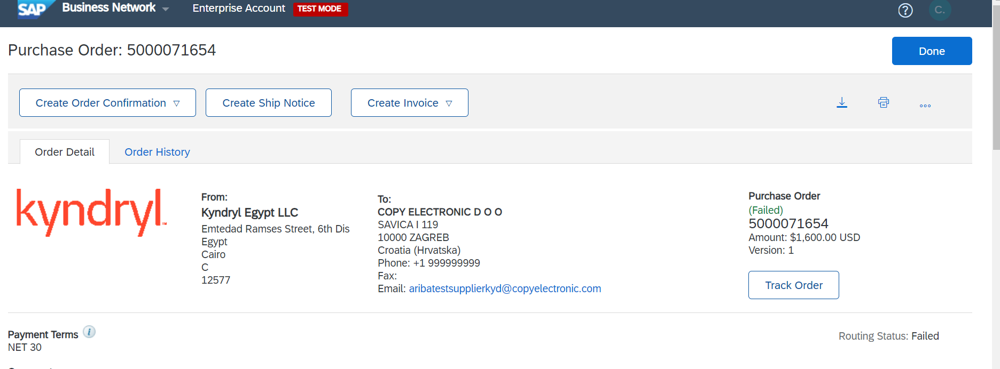 SAP Business Network Enterprise Account TEST MODE ? C.
Purchase Order: 5000071654
Done
Create Order Confirmation Create Ship Notice Create Invoice
Order Detail Order History
kyndryl™
From:
Kyndryl Egypt LLC
Emtedad Ramses Street, 6th Dis
Egypt
Cairo
C
12577
To:
COPY ELECTRONIC D O O
SAVICA I 119
10000 ZAGREB
Croatia (Hrvatska)
Phone: +1 999999999
Fax:
Email: aribatestsupplierkyd@copyelectronic.com
Purchase Order
(Failed)
5000071654
Amount: $1,600.00 USD
Version: 1
Track Order
Payment Terms i
NET 30
Routing Status: Failed